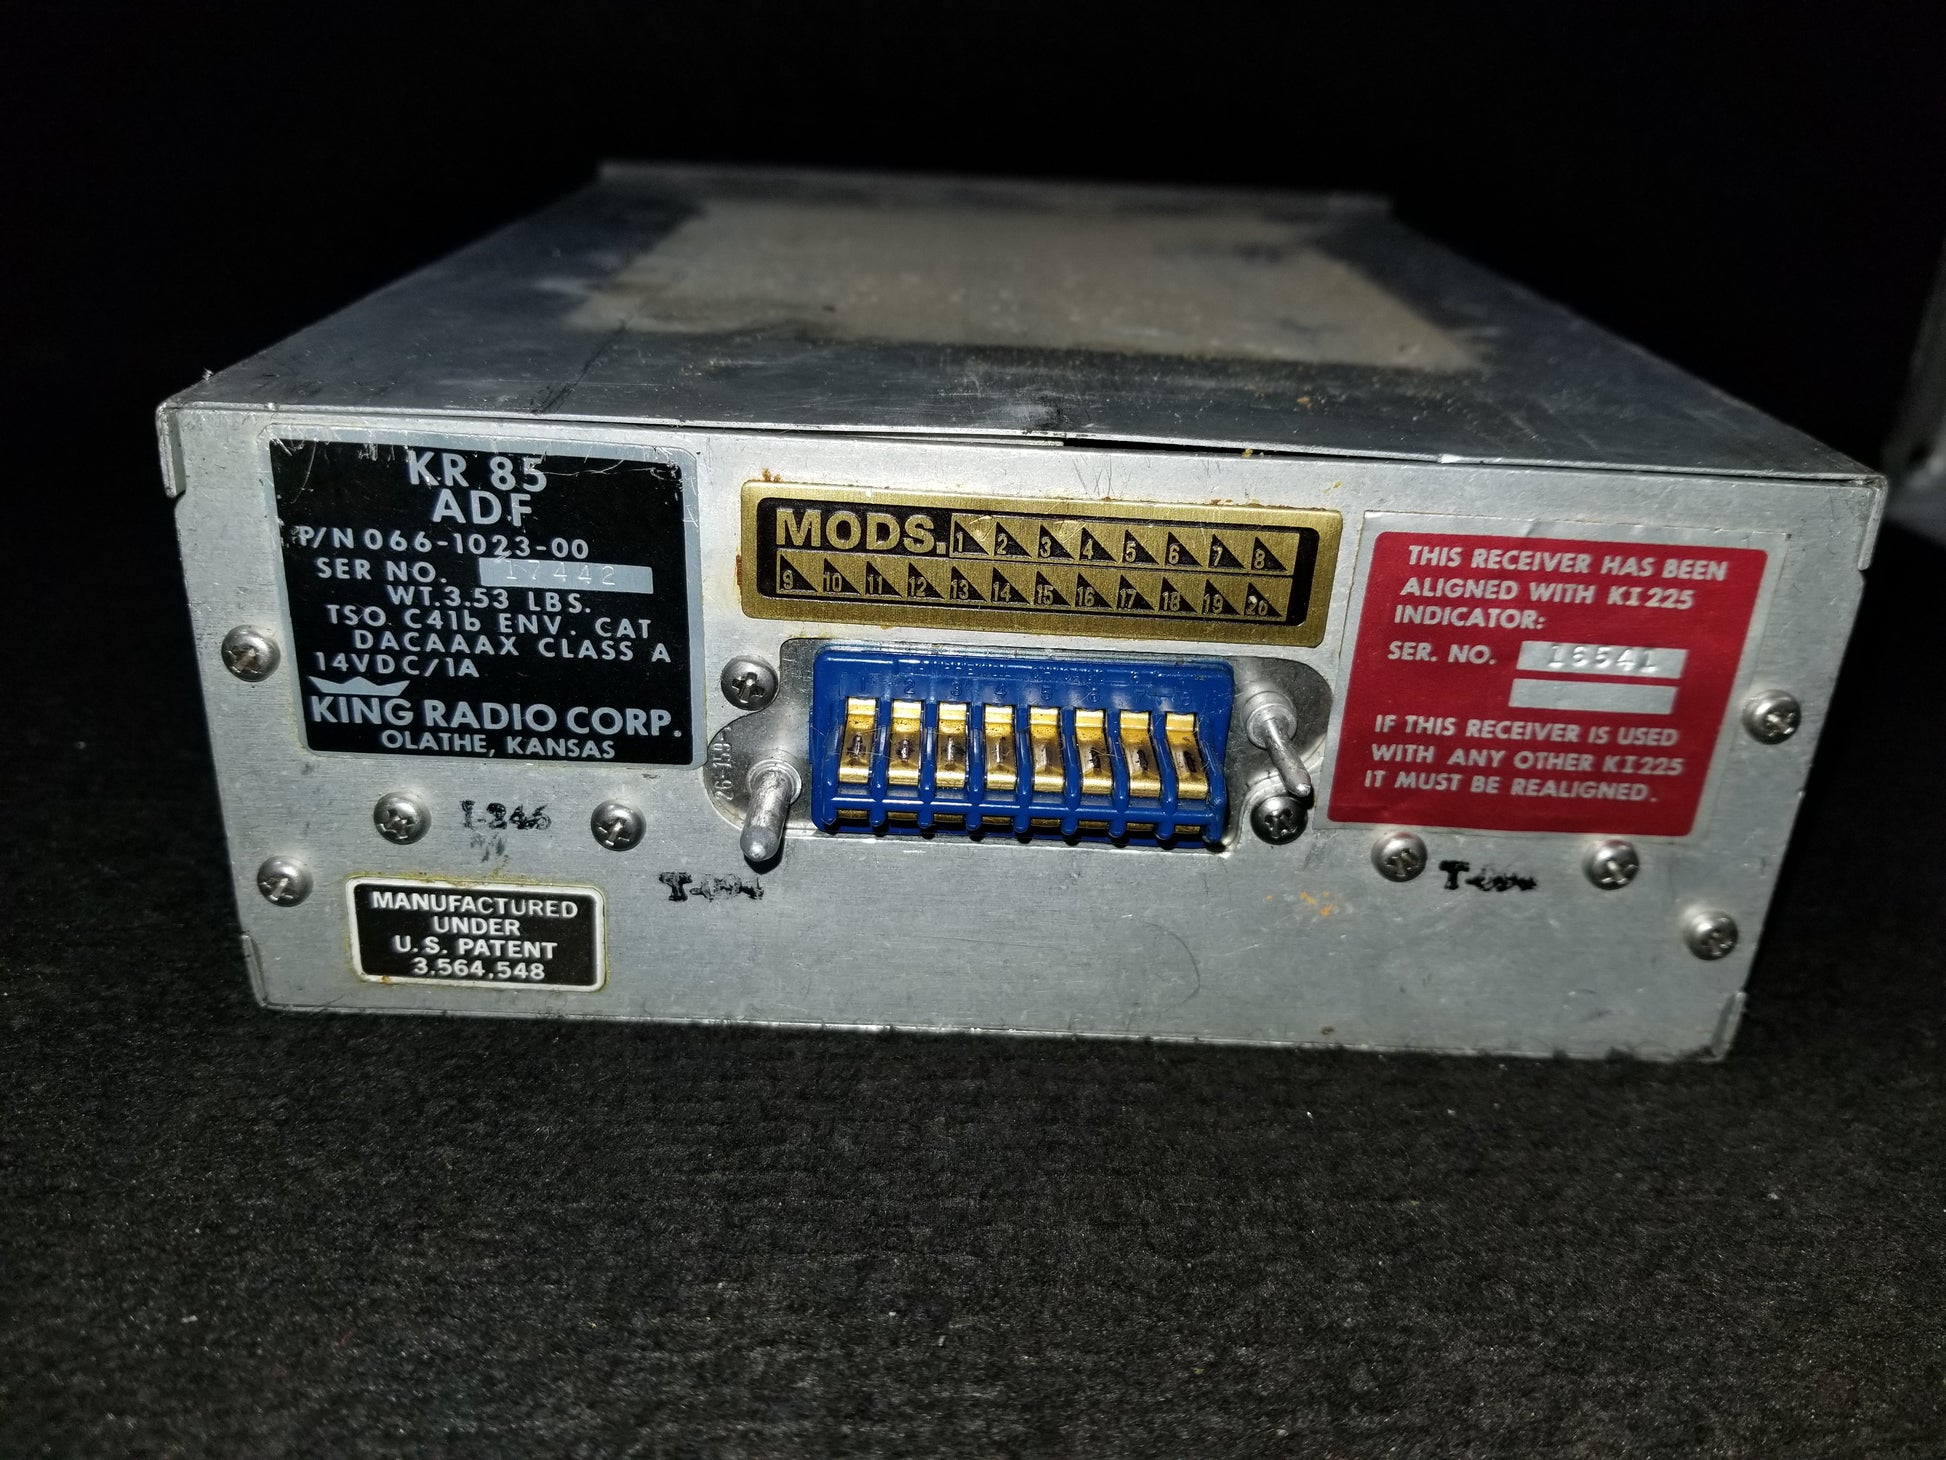 KR 85
ADF
P/N 066-1023-00
SER NO. 17442
WT. 3.53 LBS.
TSO C41b ENV. CAT
DACAAAX CLASS A
14VDC/1A
KING RADIO CORP.
OLATHE, KANSAS
MODS. 1 2 3 4 5 6 7 8
9 10 11 12 13 14 15 16 17 18 19 20
THIS RECEIVER HAS BEEN
ALIGNED WITH KI 225
INDICATOR:
SER. NO. 16541
IF THIS RECEIVER IS USED
WITH ANY OTHER KI 225
IT MUST BE REALIGNED.
1 2 3 4 5 6 7 8
MANUFACTURED
UNDER
U.S. PATENT
3,564,548